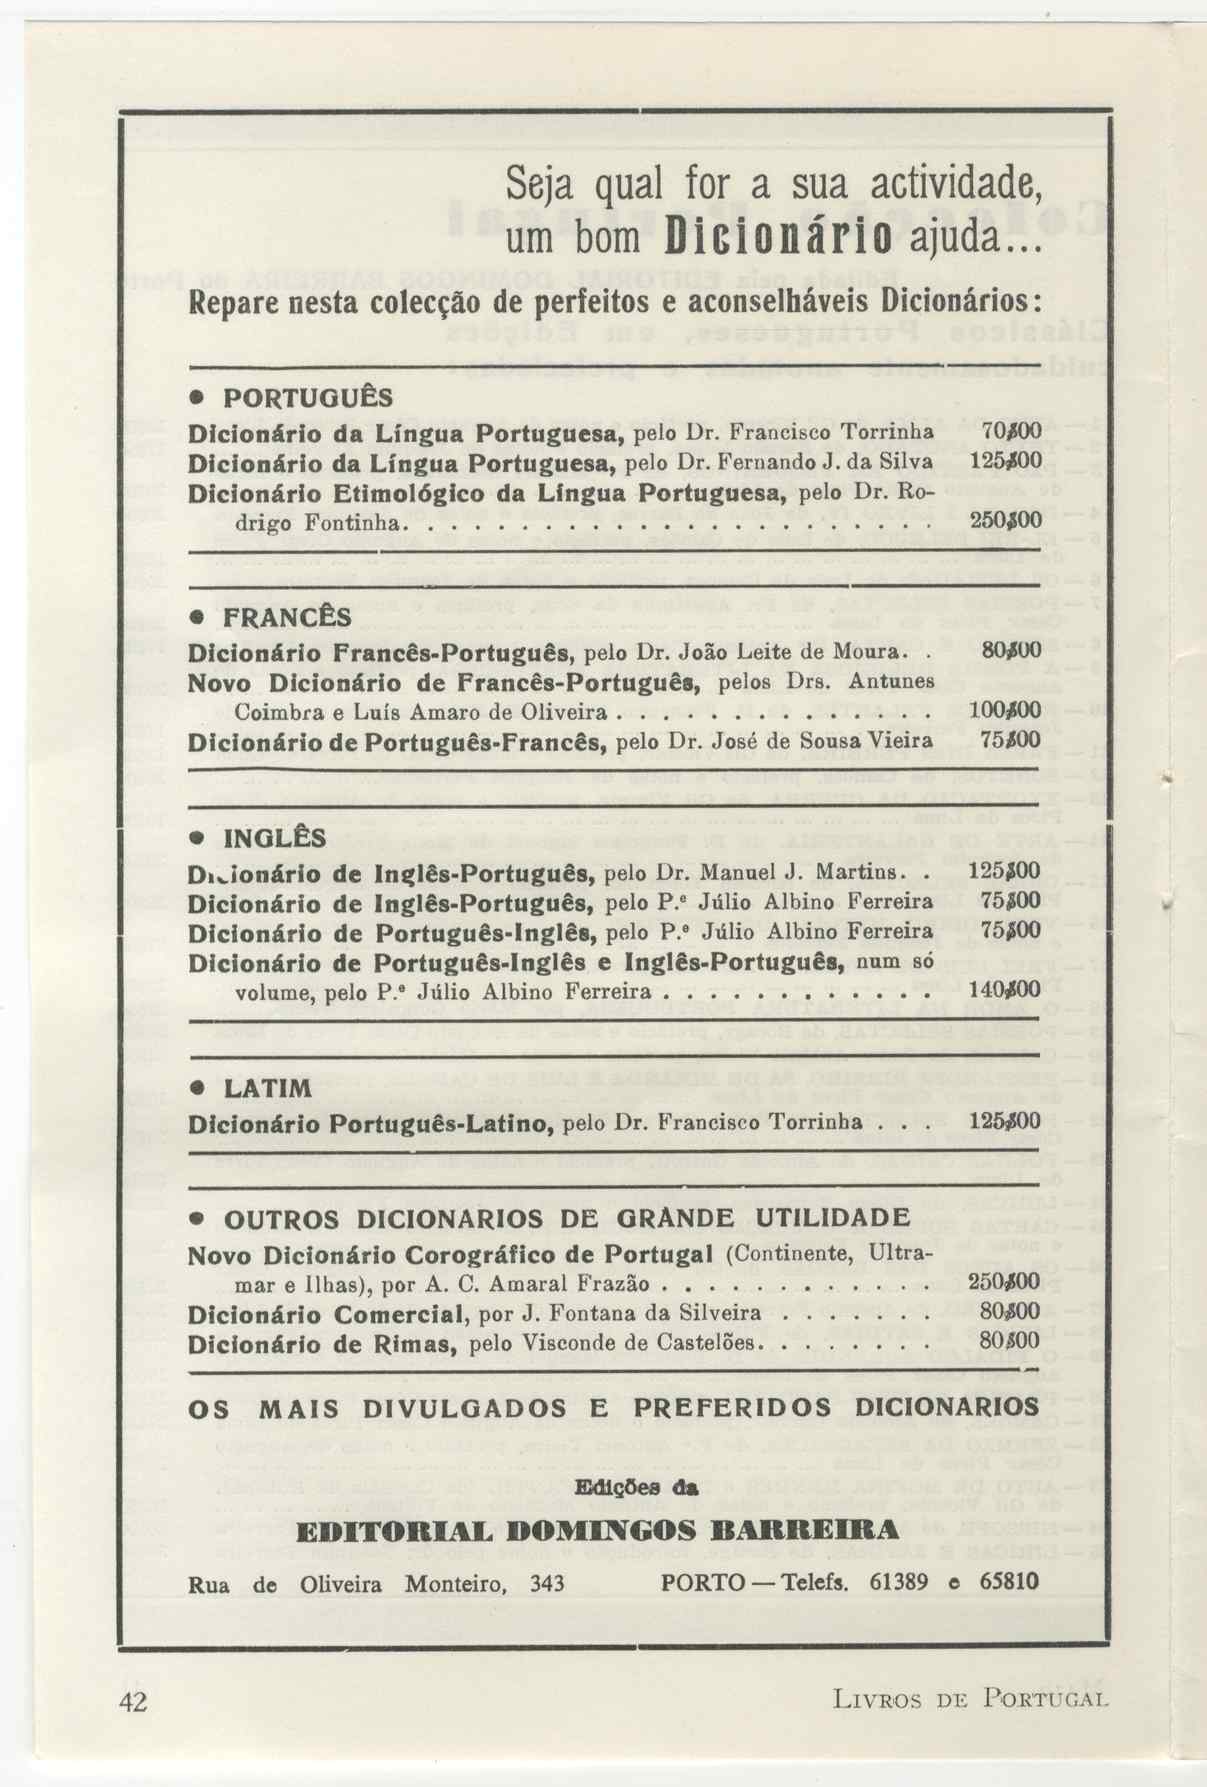 Seja qual for a sua actividade,
um bom Dicionário ajuda...
Repare nesta colecção de perfeitos e aconselháveis Dicionários:
• PORTUGUÊS
Dicionário da Língua Portuguesa, pelo Dr. Francisco Torrinha 70$00
Dicionário da Língua Portuguesa, pelo Dr. Fernando J. da Silva 125$00
Dicionário Etimológico da Língua Portuguesa, pelo Dr. Ro-
drigo Fontinha. . . . . . . . . . . . . . . . . . . . . . 250$00
• FRANCÊS
Dicionário Francês-Português, pelo Dr. João Leite de Moura. . 80$00
Novo Dicionário de Francês-Português, pelos Drs. Antunes
Coimbra e Luís Amaro de Oliveira . . . . . . . . . . . . . . 100$00
Dicionário de Português-Francês, pelo Dr. José de Sousa Vieira 75$00
• INGLÊS
Dicionário de Inglês-Português, pelo Dr. Manuel J. Martins. . 125$00
Dicionário de Inglês-Português, pelo P.e Júlio Albino Ferreira 75$00
Dicionário de Português-Inglês, pelo P.e Júlio Albino Ferreira 75$00
Dicionário de Português-Inglês e Inglês-Português, num só
volume, pelo P.e Júlio Albino Ferreira . . . . . . . . . . . . 140$00
• LATIM
Dicionário Português-Latino, pelo Dr. Francisco Torrinha . . . 125$00
• OUTROS DICIONARIOS DE GRANDE UTILIDADE
Novo Dicionário Corográfico de Portugal (Continente, Ultra-
mar e Ilhas), por A. C. Amaral Frazão . . . . . . . . . . . . 250$00
Dicionário Comercial, por J. Fontana da Silveira . . . . . . . 80$00
Dicionário de Rimas, pelo Visconde de Castelões. . . . . . . . 80$00
OS MAIS DIVULGADOS E PREFERIDOS DICIONARIOS
Edições da
EDITORIAL DOMINGOS BARREIRA
Rua de Oliveira Monteiro, 343 PORTO — Telefs. 61389 e 65810
42 LIVROS DE PORTUGAL